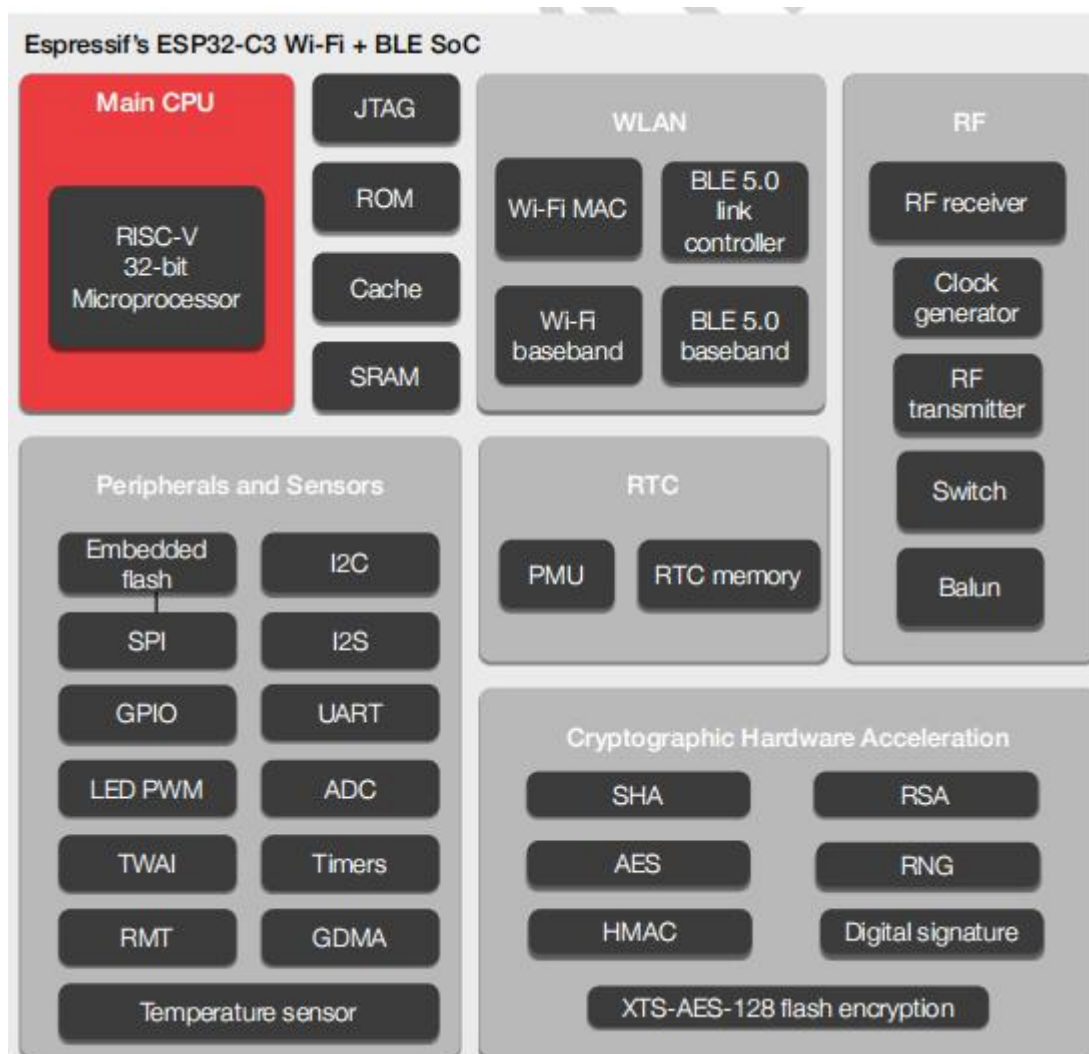 Espressif's ESP32-C3 Wi-Fi + BLE SoC
Main CPU
RISC-V
32-bit
Microprocessor
JTAG
ROM
Cache
SRAM
WLAN
Wi-Fi MAC
BLE 5.0
link
controller
Wi-Fi
baseband
BLE 5.0
baseband
RF
RF receiver
Clock
generator
RF
transmitter
Switch
Balun
Peripherals and Sensors
Embedded
flash
I2C
SPI
I2S
GPIO
UART
LED PWM
ADC
TWAI
Timers
RMT
GDMA
Temperature sensor
RTC
PMU
RTC memory
Cryptographic Hardware Acceleration
SHA
RSA
AES
RNG
HMAC
Digital signature
XTS-AES-128 flash encryption